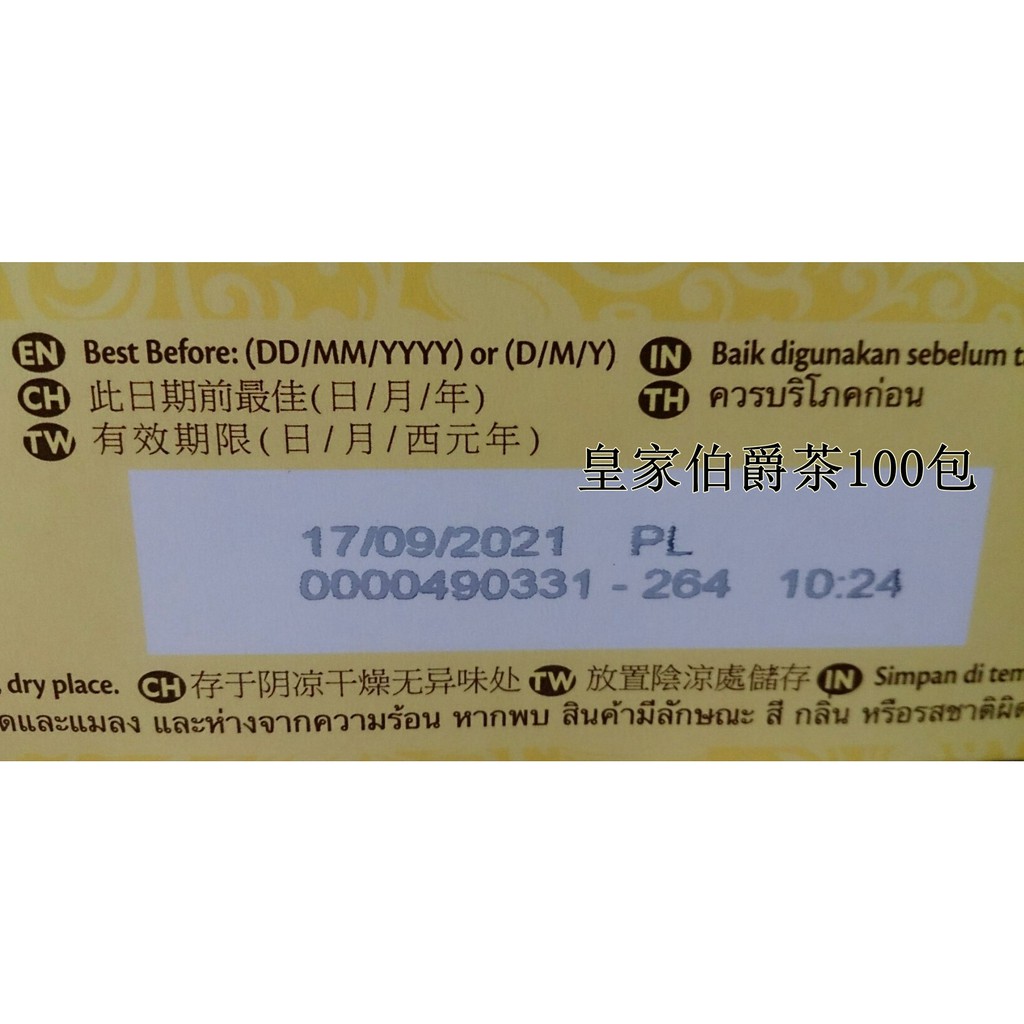 EN Best Before: (DD/MM/YYYY) or (D/M/Y)
CH 此日期前最佳(日/月/年)
TW 有效期限(日/月/西元年)
IN Baik digunakan sebelum
TH ควรบริโภคก่อน
皇家伯爵茶100包
17/09/2021 PL
0000490331 - 264 10:24
dry place. CH 存于阴凉干燥无异味处 TW 放置陰涼處儲存 IN Simpan di
และแมลง และห่างจากความร้อน หากพบ สินค้ามีลักษณะ สี กลิ่น หรือรสชาติผิด